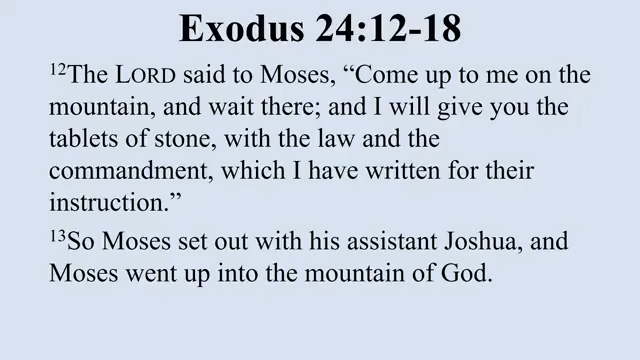 Exodus 24:12-18
¹²The LORD said to Moses, “Come up to me on the
mountain, and wait there; and I will give you the
tablets of stone, with the law and the
commandment, which I have written for their
instruction.”
¹³So Moses set out with his assistant Joshua, and
Moses went up into the mountain of God.